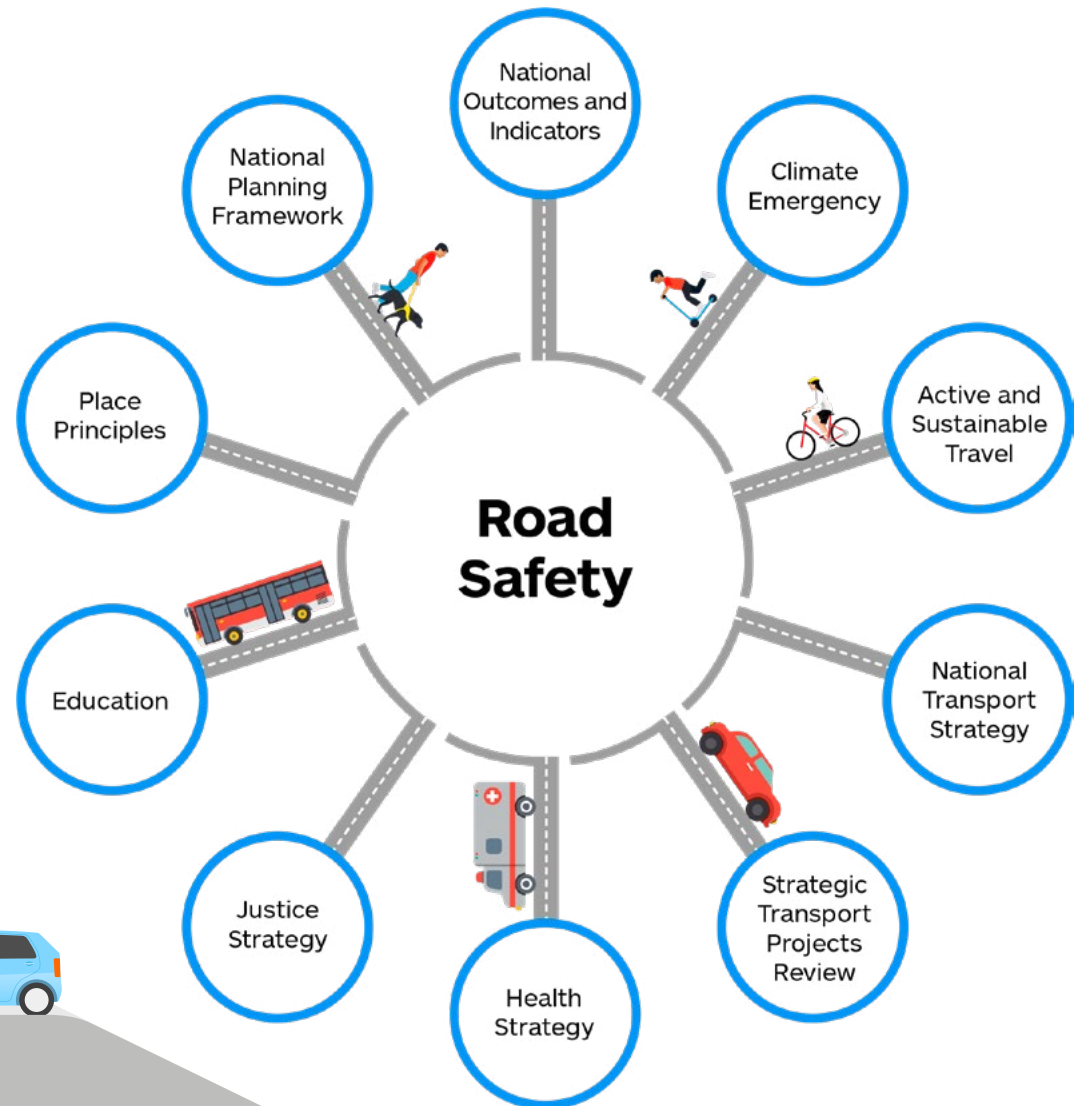 National
Outcomes and
Indicators
Climate
Emergency
Active and
Sustainable
Travel
National
Transport
Strategy
Strategic
Transport
Projects
Review
Health
Strategy
Justice
Strategy
Education
Place
Principles
National
Planning
Framework
Road
Safety